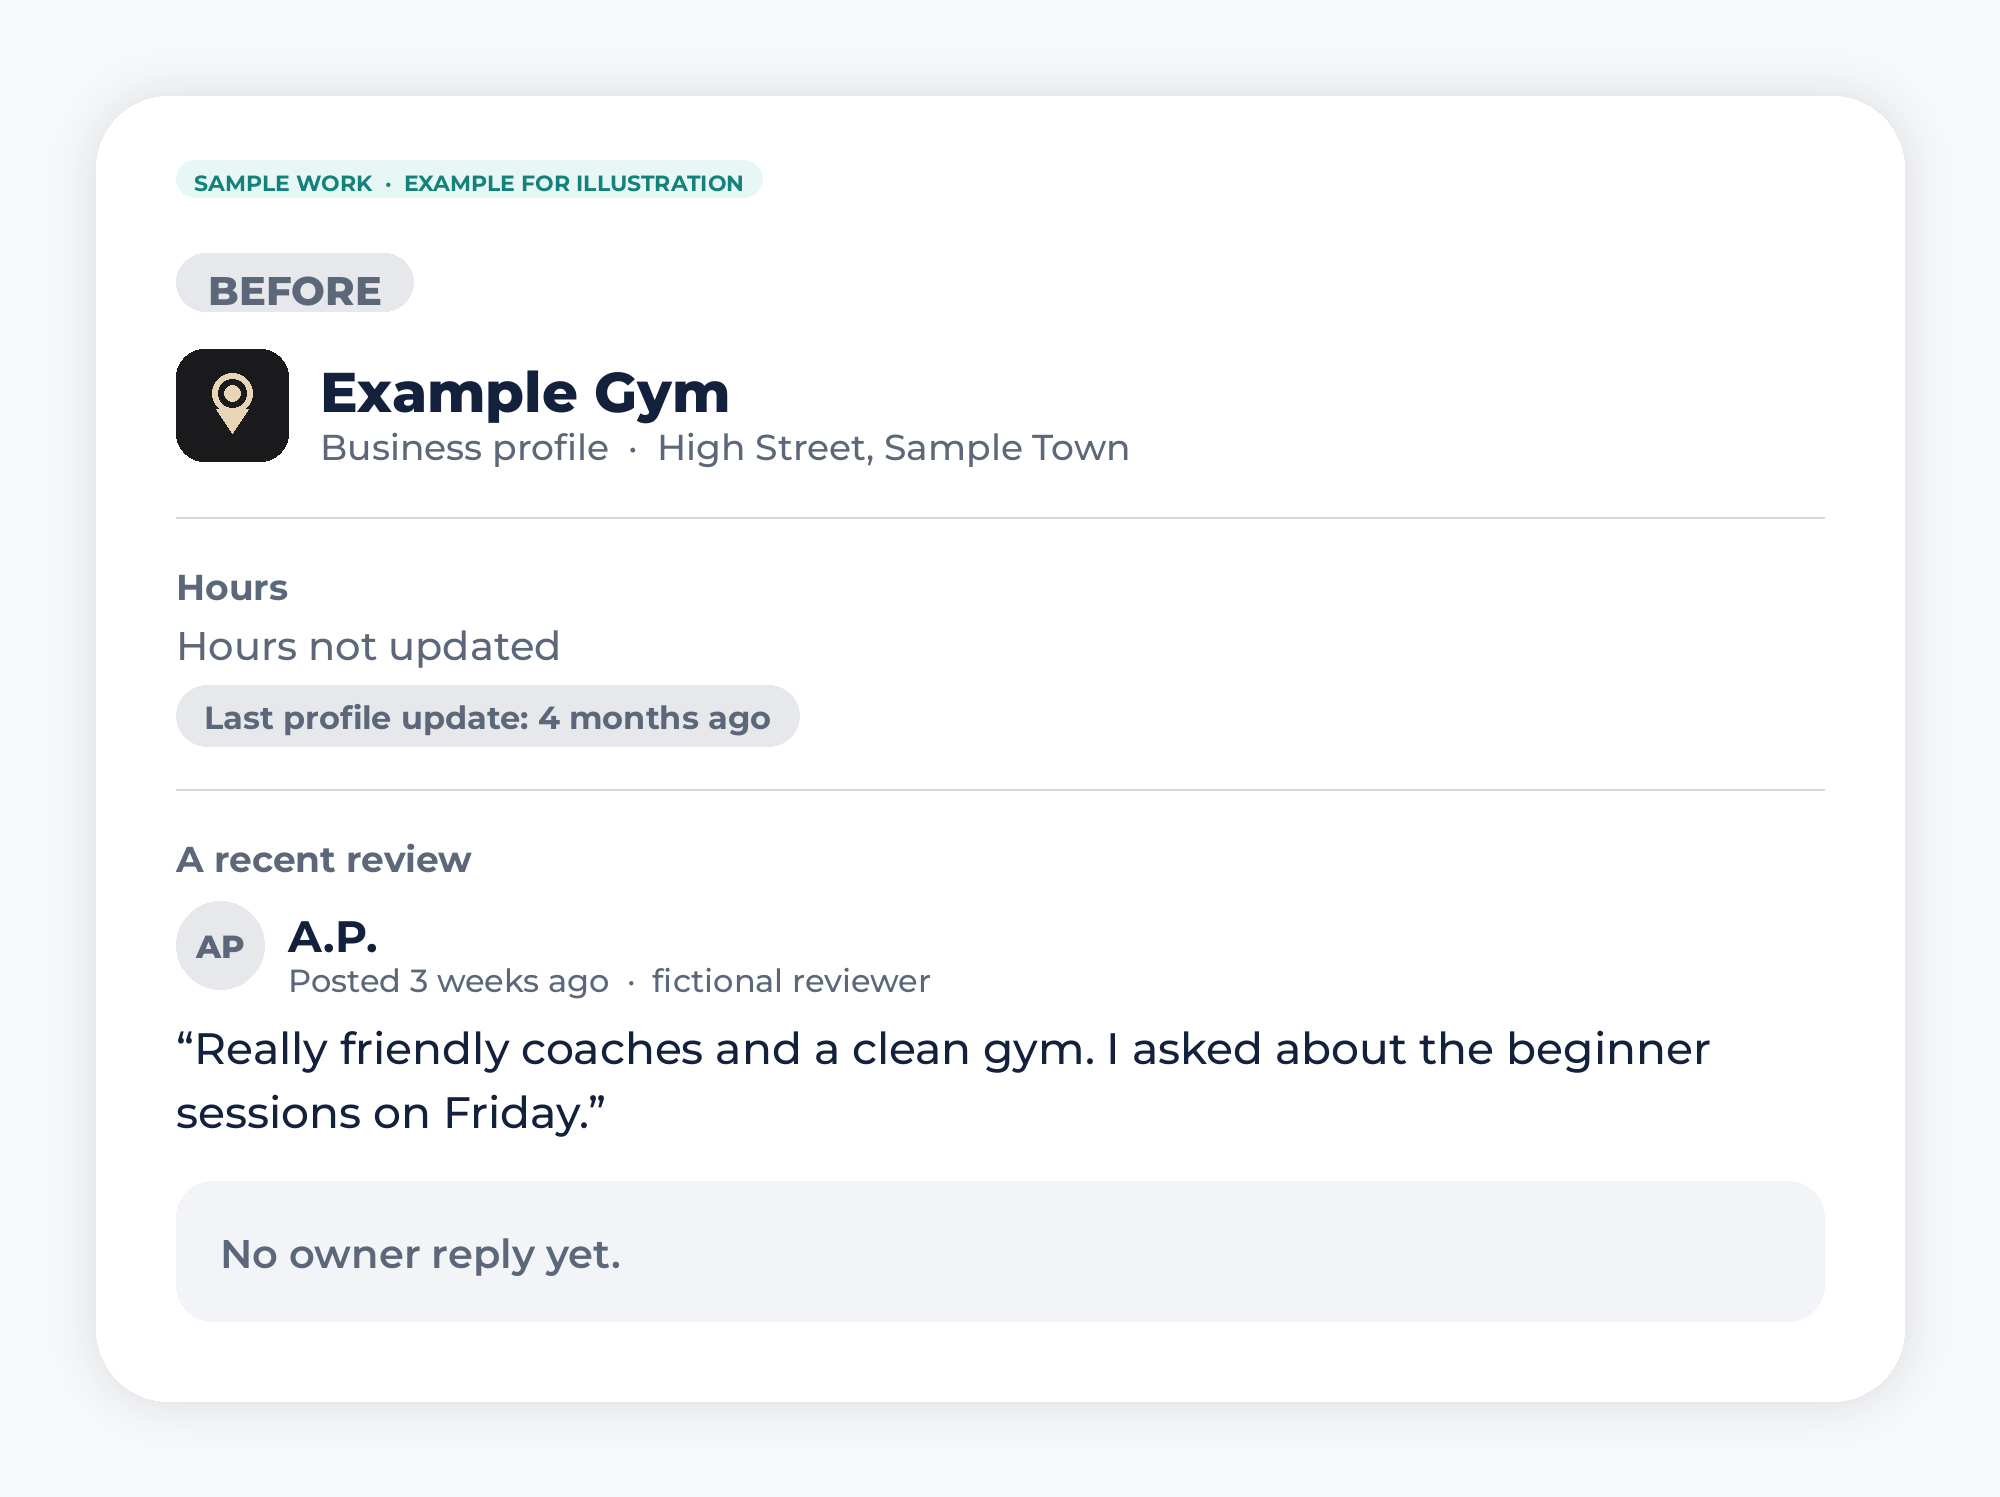 SAMPLE WORK · EXAMPLE FOR ILLUSTRATION
BEFORE
Example Gym
Business profile · High Street, Sample Town
Hours
Hours not updated
Last profile update: 4 months ago
A recent review
AP
A.P.
Posted 3 weeks ago · fictional reviewer
“Really friendly coaches and a clean gym. I asked about the beginner
sessions on Friday.”
No owner reply yet.